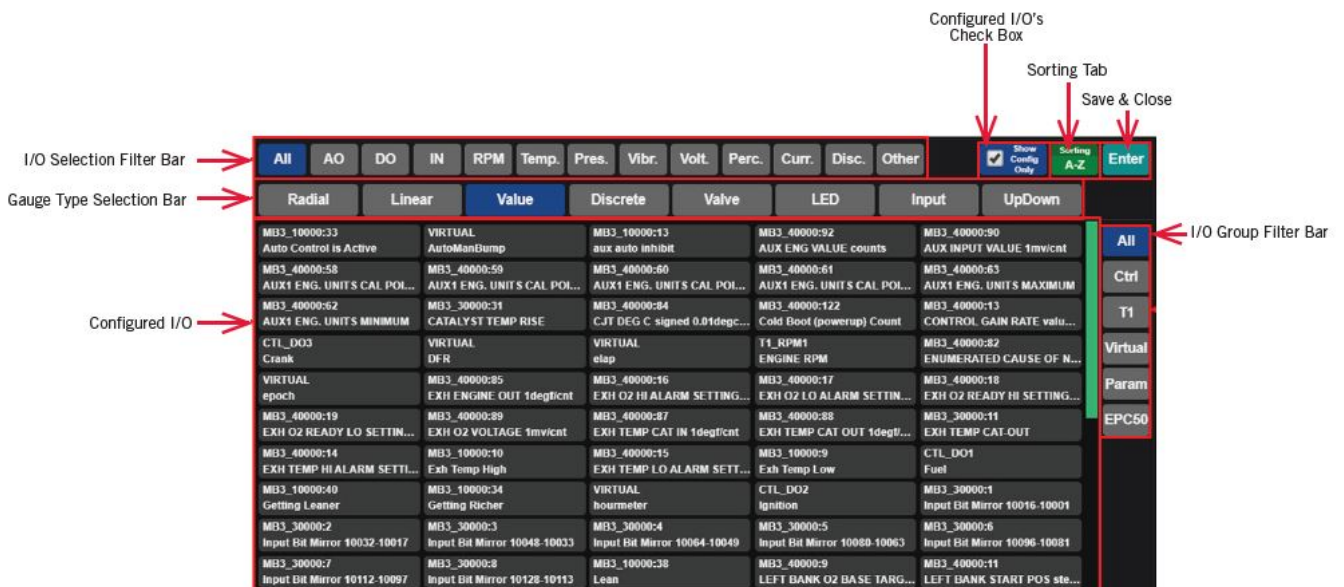 Configured I/O's
Check Box
Sorting Tab
Save & Close
I/O Selection Filter Bar
All AO DO IN RPM Temp. Pres. Vibr. Volt. Perc. Curr. Disc. Other
Show
Config
Only
Sorting
A-Z
Enter
Gauge Type Selection Bar
Radial Linear Value Discrete Valve LED Input UpDown
I/O Group Filter Bar
All
Ctrl
T1
Virtual
Param
EPC50
Configured I/O
MB3_10000:33 VIRTUAL MB3_10000:13 MB3_40000:92 MB3_40000:90
Auto Control is Active AutoManBump aux auto inhibit AUX ENG VALUE counts AUX INPUT VALUE 1mv/cnt
MB3_40000:58 MB3_40000:59 MB3_40000:60 MB3_40000:61 MB3_40000:63
AUX1 ENG. UNITS CAL POI... AUX1 ENG. UNITS CAL POI... AUX1 ENG. UNITS CAL POI... AUX1 ENG. UNITS CAL POI... AUX1 ENG. UNITS MAXIMUM
MB3_40000:62 MB3_30000:31 MB3_40000:84 MB3_40000:122 MB3_40000:13
AUX1 ENG. UNITS MINIMUM CATALYST TEMP RISE CJT DEG C signed 0.01degc... Cold Boot (powerup) Count CONTROL GAIN RATE valu...
CTL_DO3 VIRTUAL VIRTUAL T1_RPM1 MB3_40000:82
Crank DFR elap ENGINE RPM ENUMERATED CAUSE OF N...
VIRTUAL MB3_40000:85 MB3_40000:16 MB3_40000:17 MB3_40000:18
epoch EXH ENGINE OUT 1degf/cnt EXH O2 HI ALARM SETTING... EXH O2 LO ALARM SETTIN... EXH O2 READY HI SETTING...
MB3_40000:19 MB3_40000:89 MB3_40000:87 MB3_40000:88 MB3_30000:11
EXH O2 READY LO SETTIN... EXH O2 VOLTAGE 1mv/cnt EXH TEMP CAT IN 1degf/cnt EXH TEMP CAT OUT 1degf/... EXH TEMP CAT-OUT
MB3_40000:14 MB3_10000:10 MB3_40000:15 MB3_10000:9 CTL_DO1
EXH TEMP HI ALARM SETTI... Exh Temp High EXH TEMP LO ALARM SETT... Exh Temp Low Fuel
MB3_10000:40 MB3_10000:34 VIRTUAL CTL_DO2 MB3_30000:1
Getting Leaner Getting Richer hourmeter Ignition Input Bit Mirror 10016-10001
MB3_30000:2 MB3_30000:3 MB3_30000:4 MB3_30000:5 MB3_30000:6
Input Bit Mirror 10032-10017 Input Bit Mirror 10048-10033 Input Bit Mirror 10064-10049 Input Bit Mirror 10080-10063 Input Bit Mirror 10096-10081
MB3_30000:7 MB3_30000:8 MB3_10000:38 MB3_40000:9 MB3_40000:11
Input Bit Mirror 10112-10097 Input Bit Mirror 10128-10113 Lean LEFT BANK O2 BASE TARG... LEFT BANK START POS ste...